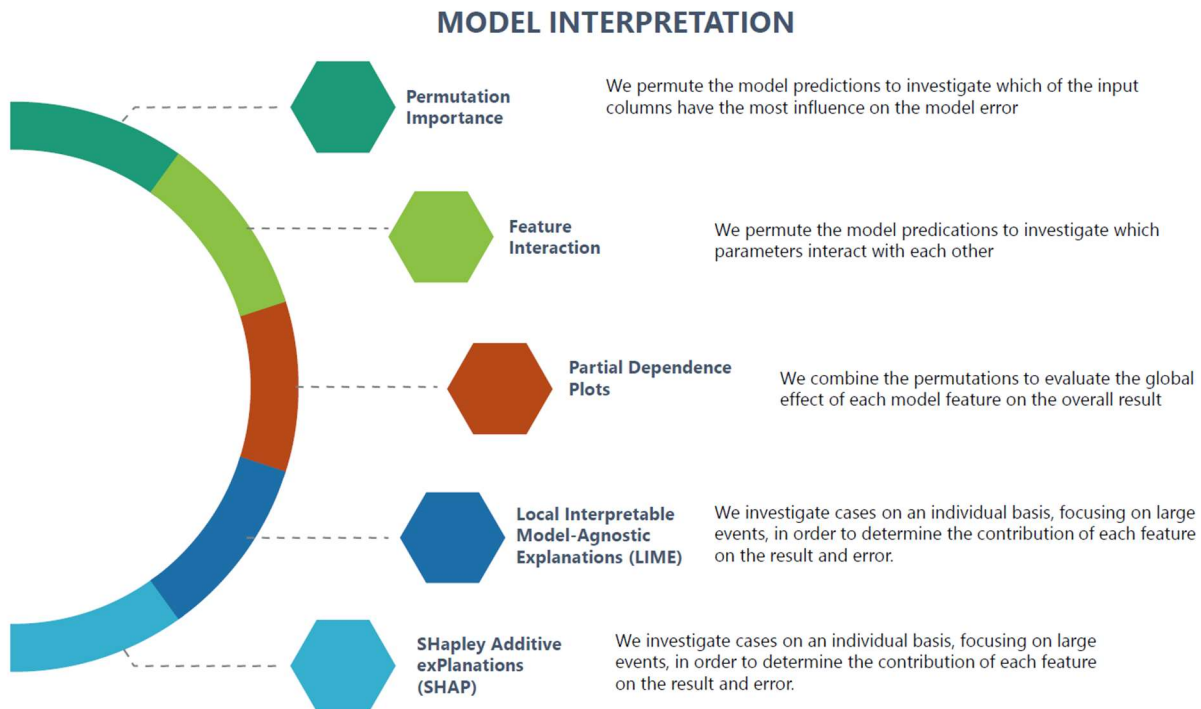 MODEL INTERPRETATION
Permutation
Importance
We permute the model predictions to investigate which of the input
columns have the most influence on the model error
Feature
Interaction
We permute the model predications to investigate which
parameters interact with each other
Partial Dependence
Plots
We combine the permutations to evaluate the global
effect of each model feature on the overall result
Local Interpretable
Model-Agnostic
Explanations (LIME)
We investigate cases on an individual basis, focusing on large
events, in order to determine the contribution of each feature
on the result and error.
SHapley Additive
exPlanations
(SHAP)
We investigate cases on an individual basis, focusing on large
events, in order to determine the contribution of each feature
on the result and error.